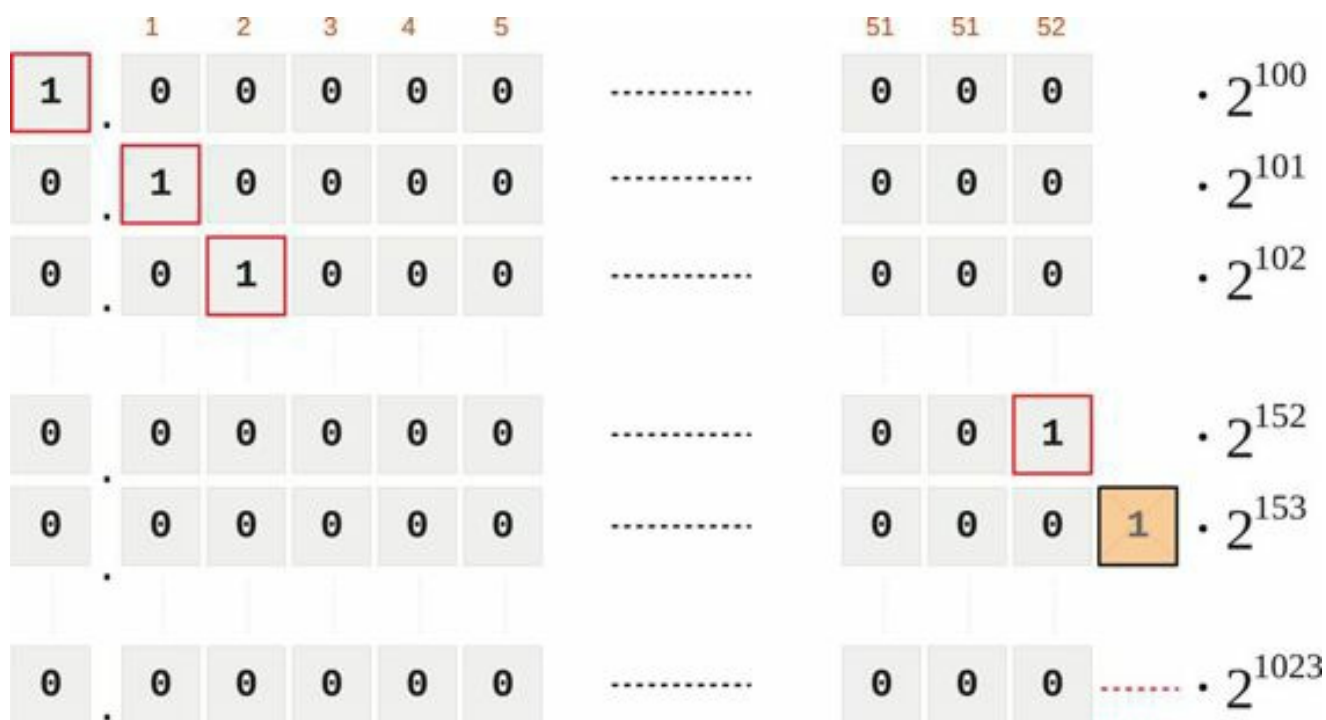 1 2 3 4 5 51 51 52
1 . 0 0 0 0 0 ---------- 0 0 0 · 2^100
0 . 1 0 0 0 0 ---------- 0 0 0 · 2^101
0 . 0 1 0 0 0 ---------- 0 0 0 · 2^102
0 . 0 0 0 0 0 ---------- 0 0 1 · 2^152
0 . 0 0 0 0 0 ---------- 0 0 0 1 · 2^153
0 . 0 0 0 0 0 ---------- 0 0 0 ------ · 2^1023